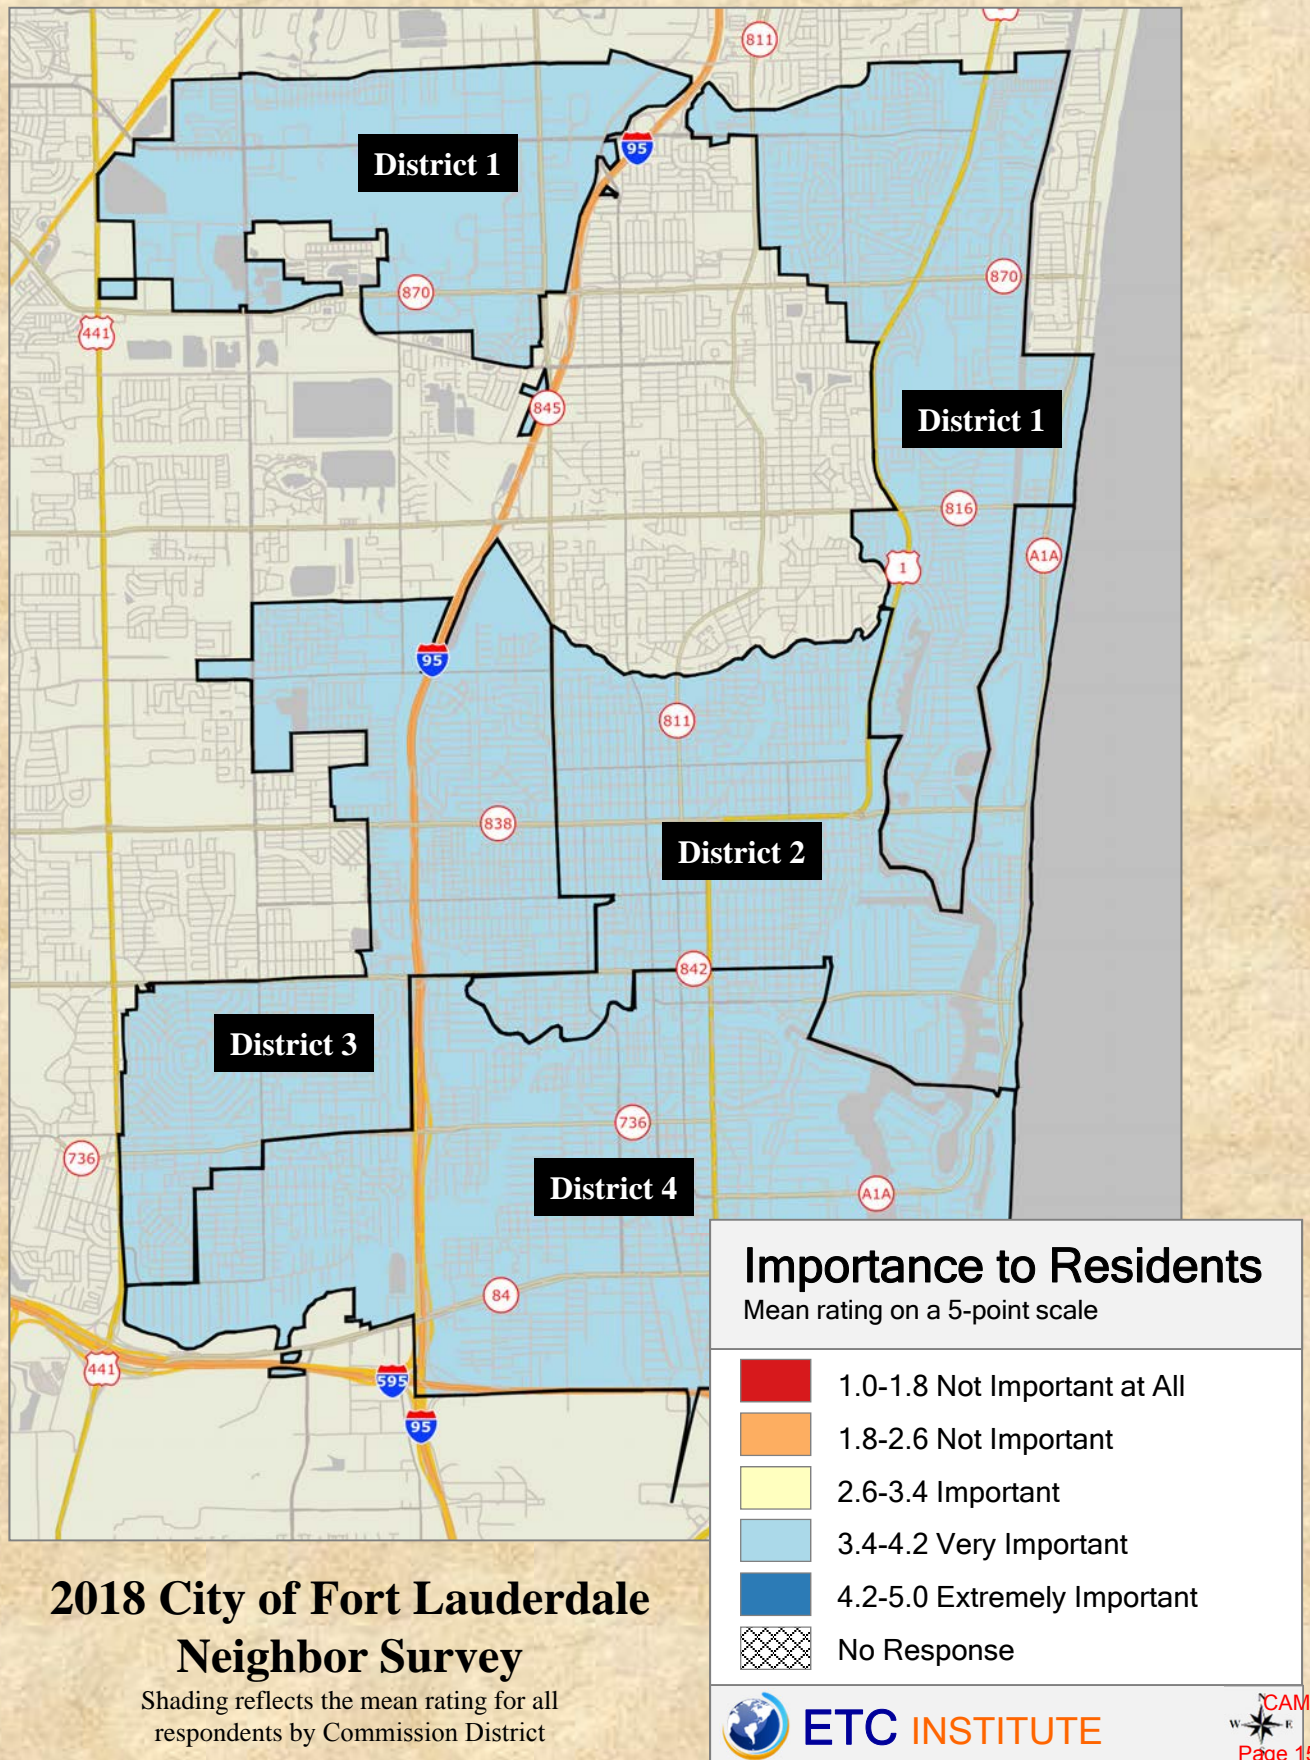 811
District 1
95
870
870
441
845
District 1
816
A1A
1
95
811
838
District 2
842
District 3
736
736
District 4
A1A
84
441
595
95
Importance to Residents
Mean rating on a 5-point scale
1.0-1.8 Not Important at All
1.8-2.6 Not Important
2.6-3.4 Important
3.4-4.2 Very Important
4.2-5.0 Extremely Important
No Response
2018 City of Fort Lauderdale
Neighbor Survey
Shading reflects the mean rating for all
respondents by Commission District
ETC INSTITUTE
N
W E
CAM
Page 15